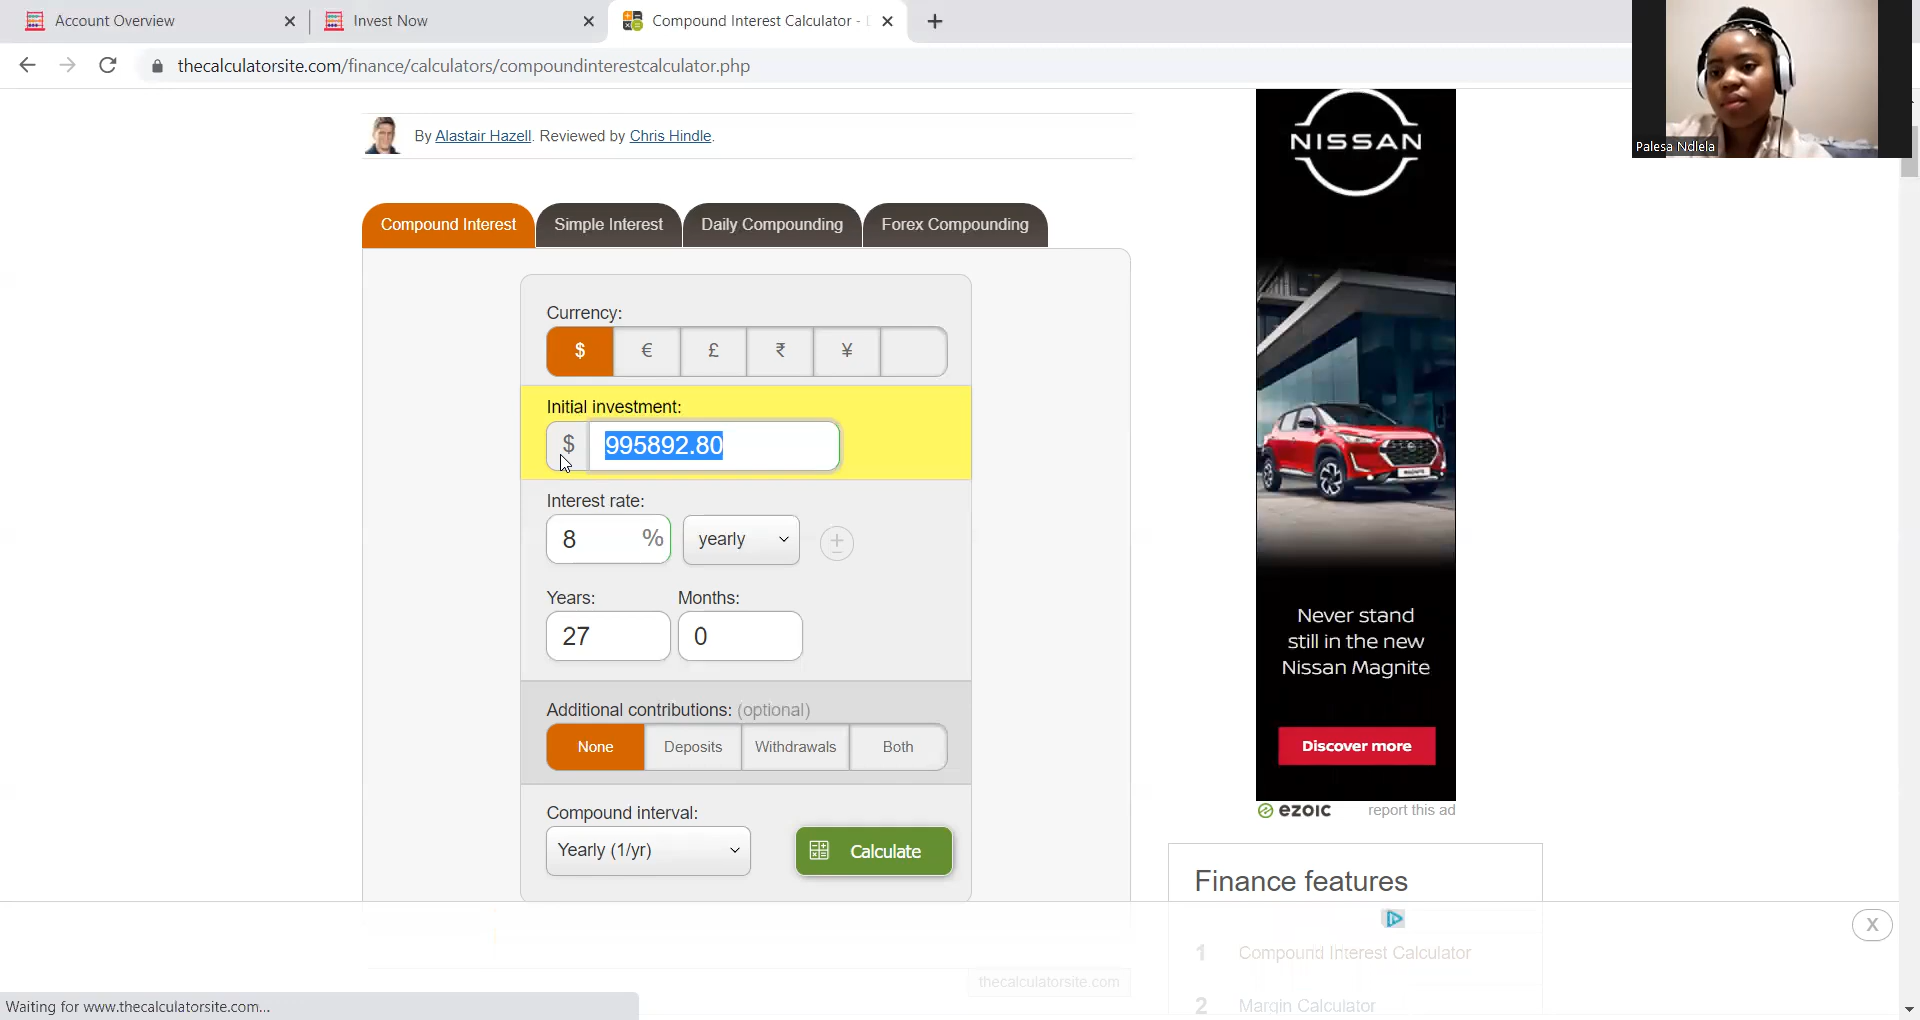 Account Overview
Invest Now
Compound Interest Calculator -
thecalculatorsite.com/finance/calculators/compoundinterestcalculator.php
Palesa Ndlela
By Alastair Hazell. Reviewed by Chris Hindle.
Compound Interest
Simple Interest
Daily Compounding
Forex Compounding
Currency:
$ € £ ₹ ¥
Initial investment:
$ 995892.80
Interest rate:
8 % yearly
Years: Months:
27 0
Additional contributions: (optional)
None Deposits Withdrawals Both
Compound interval:
Yearly (1/yr) Calculate
NISSAN
Never stand
still in the new
Nissan Magnite
Discover more
ezoic report this ad
Finance features
X
1 Compound Interest Calculator
2 Margin Calculator
thecalculatorsite.com
Waiting for www.thecalculatorsite.com...